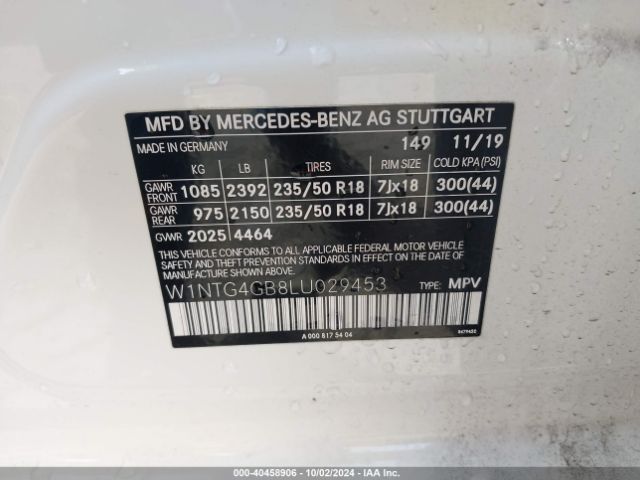 MFD BY MERCEDES-BENZ AG STUTTGART
MADE IN GERMANY 149 11/19
KG LB TIRES RIM SIZE COLD KPA (PSI)
GAWR FRONT 1085 2392 235/50 R18 7Jx18 300(44)
GAWR REAR 975 2150 235/50 R18 7Jx18 300(44)
GVWR 2025 4464
THIS VEHICLE CONFORMS TO ALL APPLICABLE FEDERAL MOTOR VEHICLE
SAFETY STANDARDS IN EFFECT ON THE DATE OF MANUFACTURE SHOWN ABOVE.
W1NTG4GB8LU029453 TYPE: MPV
A 000 817 54 04
000-40458906 - 10/02/2024 - IAA Inc.